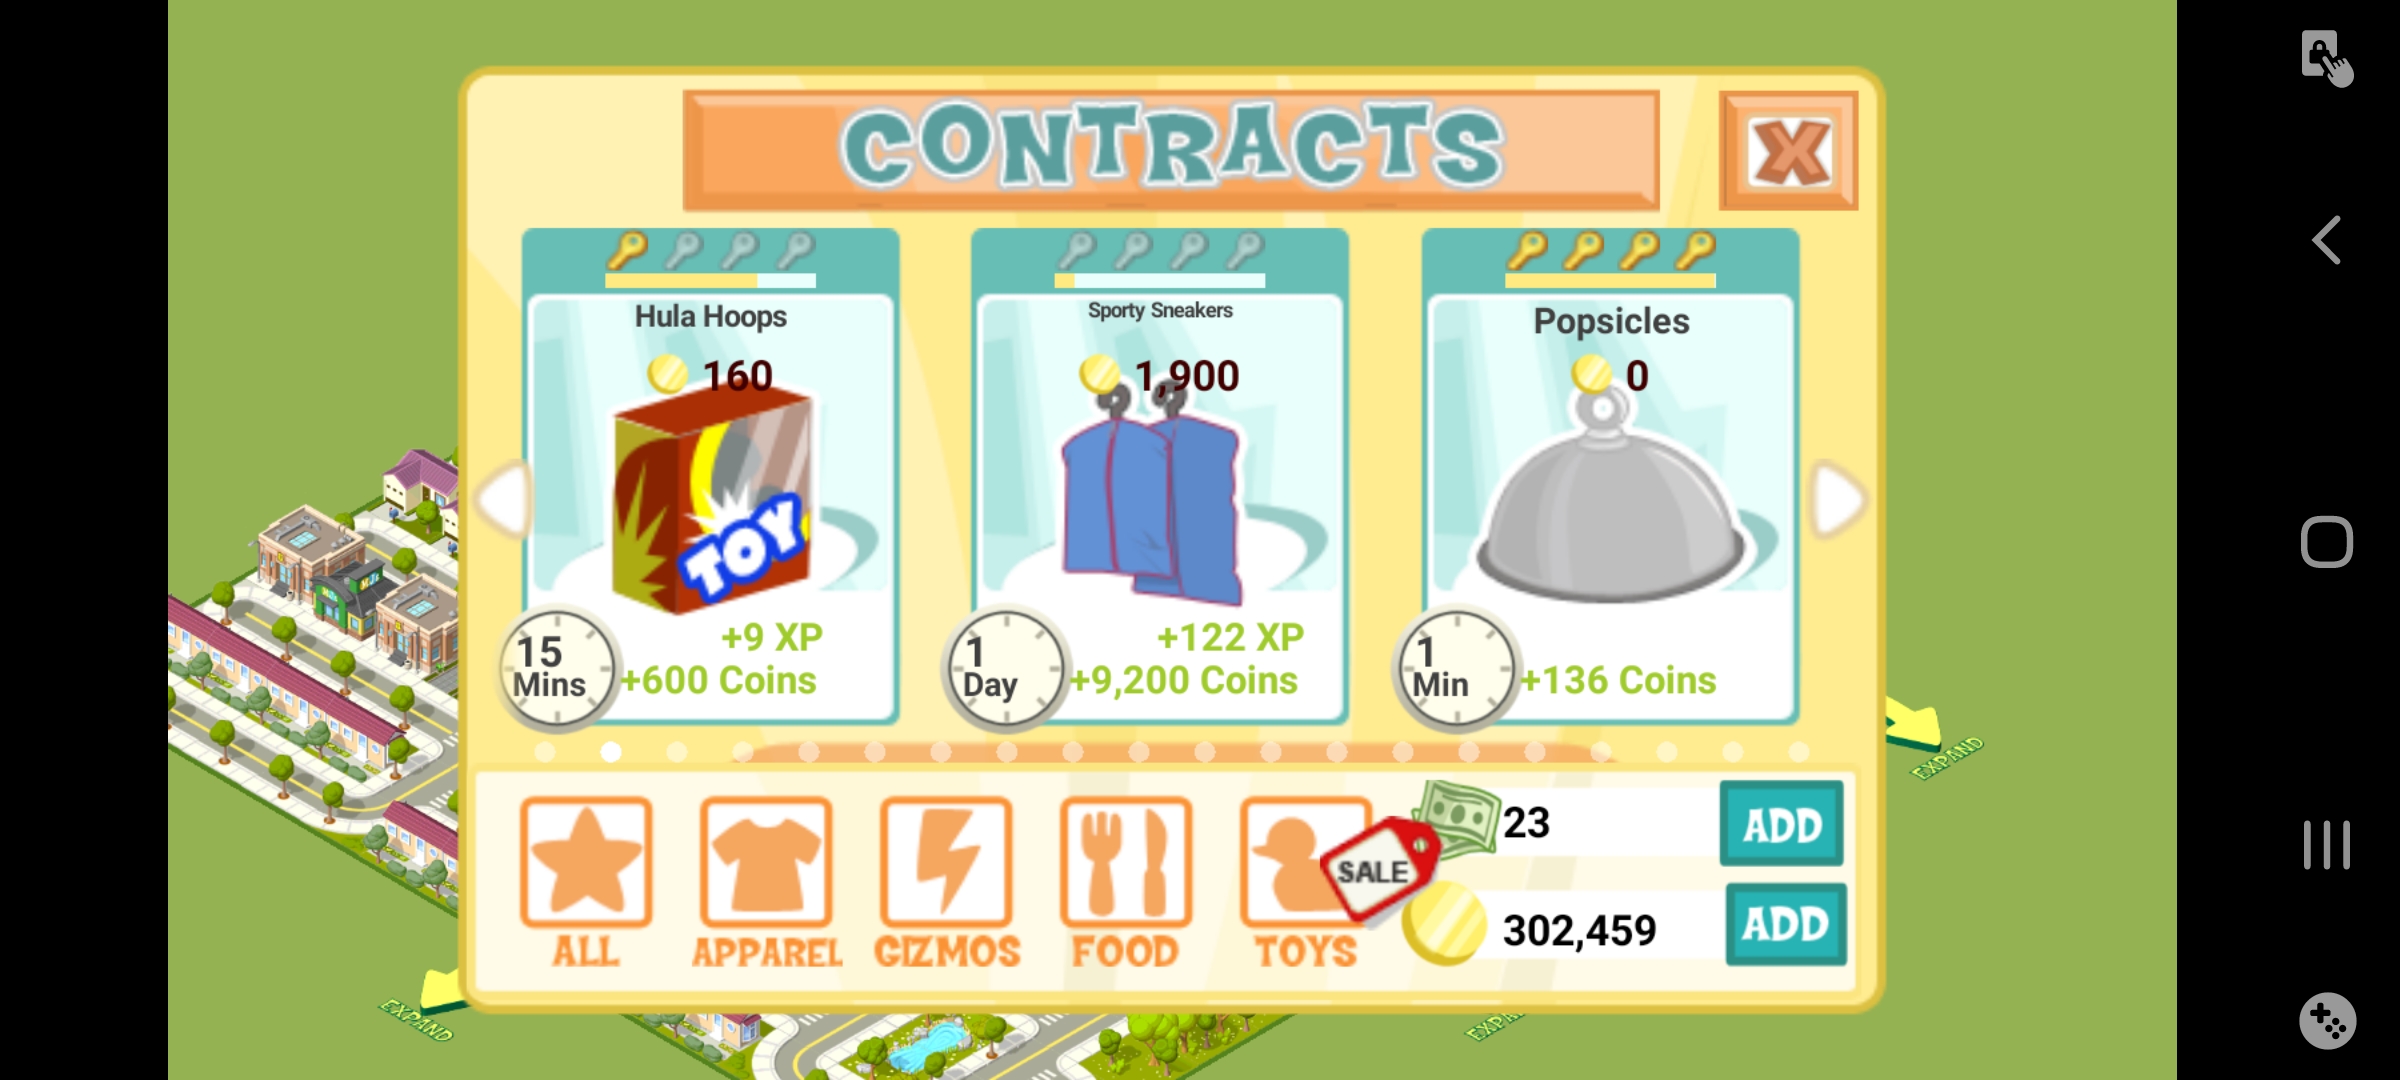 CONTRACTS
X
Hula Hoops
160
TOY
15
Mins
+9 XP
+600 Coins
Sporty Sneakers
1,900
1
Day
+122 XP
+9,200 Coins
Popsicles
0
1
Min
+136 Coins
EXPAND
ALL
APPAREL
GIZMOS
FOOD
TOYS
SALE
23
ADD
302,459
ADD
EXPAND